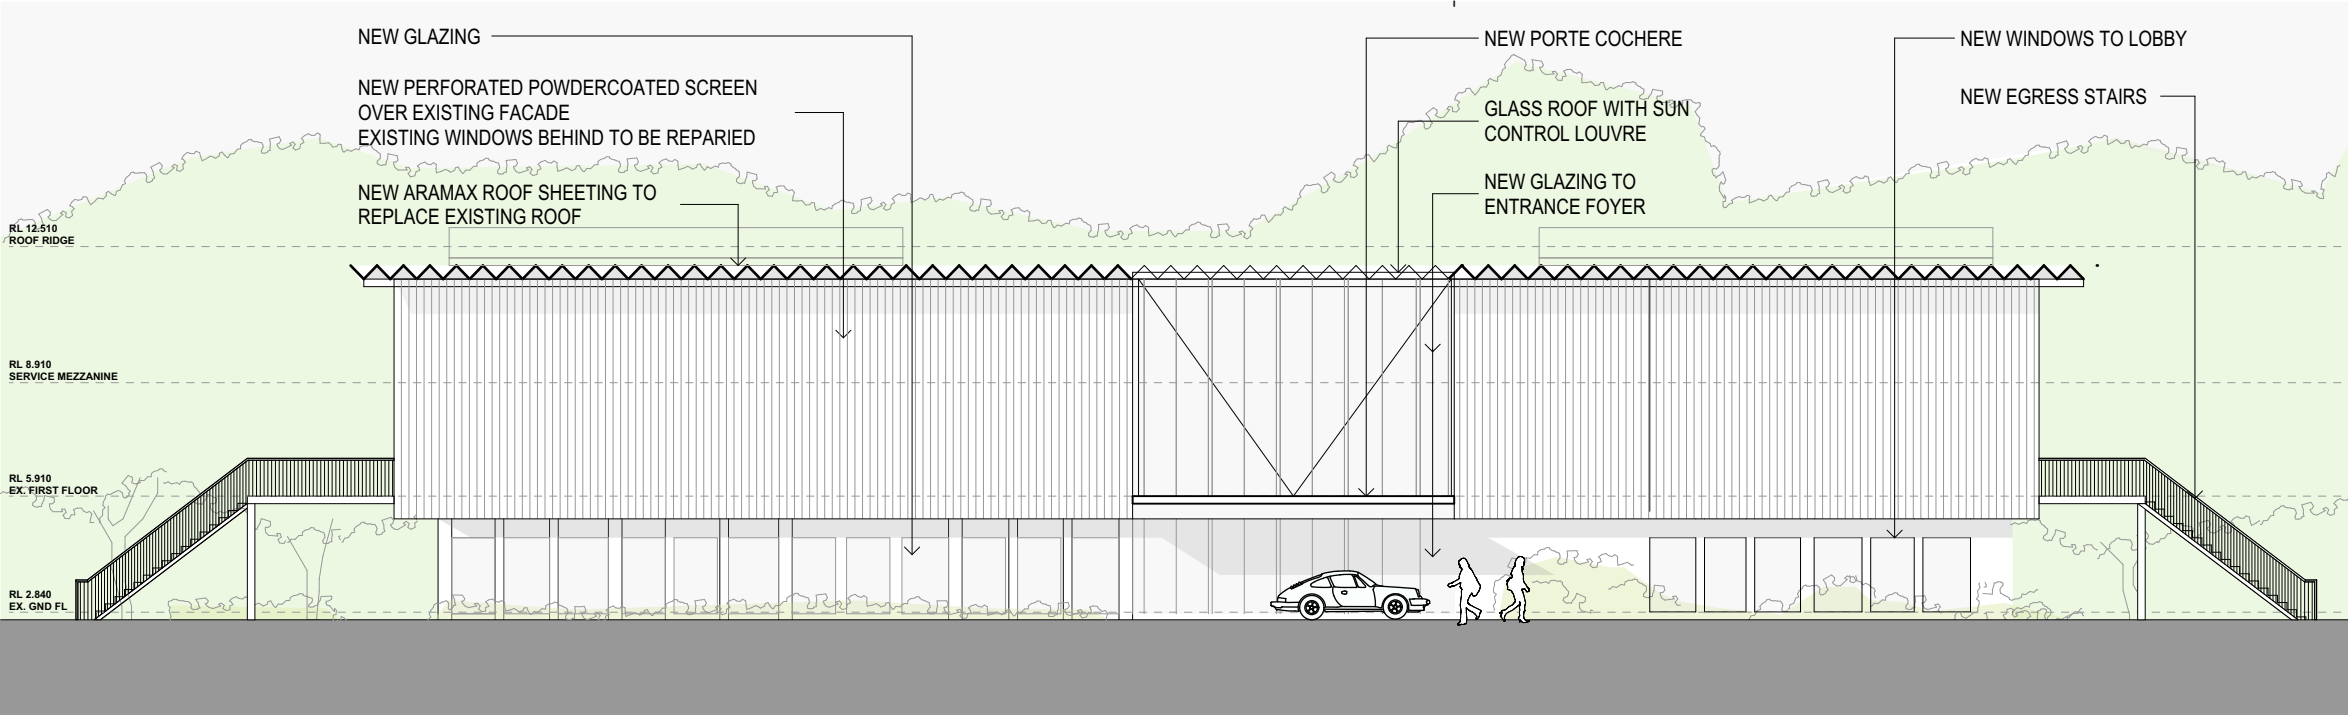 NEW GLAZING
NEW PERFORATED POWDERCOATED SCREEN
OVER EXISTING FACADE
EXISTING WINDOWS BEHIND TO BE REPARIED
NEW ARAMAX ROOF SHEETING TO
REPLACE EXISTING ROOF
NEW PORTE COCHERE
GLASS ROOF WITH SUN
CONTROL LOUVRE
NEW GLAZING TO
ENTRANCE FOYER
NEW WINDOWS TO LOBBY
NEW EGRESS STAIRS
RL 12.510
ROOF RIDGE
RL 8.910
SERVICE MEZZANINE
RL 5.910
EX. FIRST FLOOR
RL 2.840
EX. GND FL